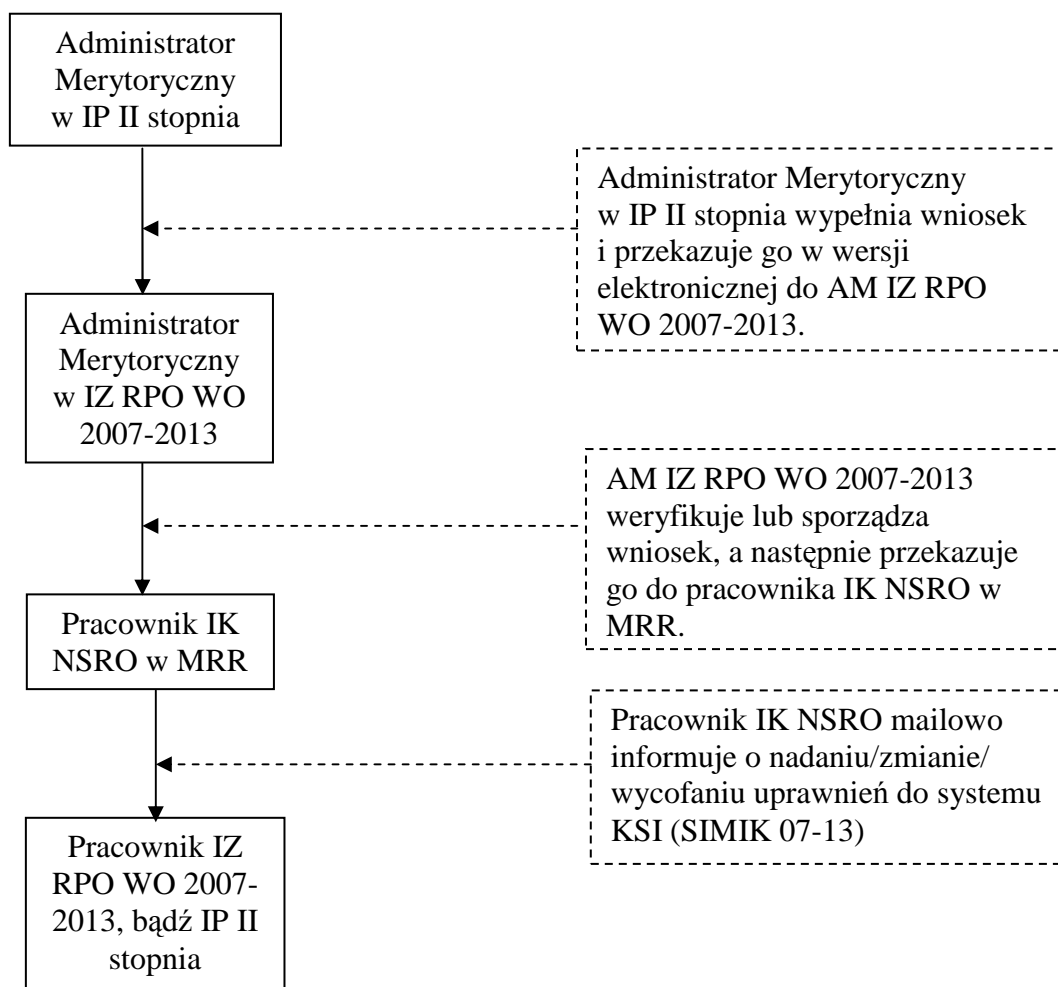 Administrator
Merytoryczny
w IP II stopnia
Administrator Merytoryczny
w IP II stopnia wypełnia wniosek
i przekazuje go w wersji
elektronicznej do AM IZ RPO
WO 2007-2013.
Administrator
Merytoryczny
w IZ RPO WO
2007-2013
AM IZ RPO WO 2007-2013
weryfikuje lub sporządza
wniosek, a następnie przekazuje
go do pracownika IK NSRO w
MRR.
Pracownik IK
NSRO w MRR
Pracownik IK NSRO mailowo
informuje o nadaniu/zmianie/
wycofaniu uprawnień do systemu
KSI (SIMIK 07-13)
Pracownik IZ
RPO WO 2007-
2013, bądź IP II
stopnia